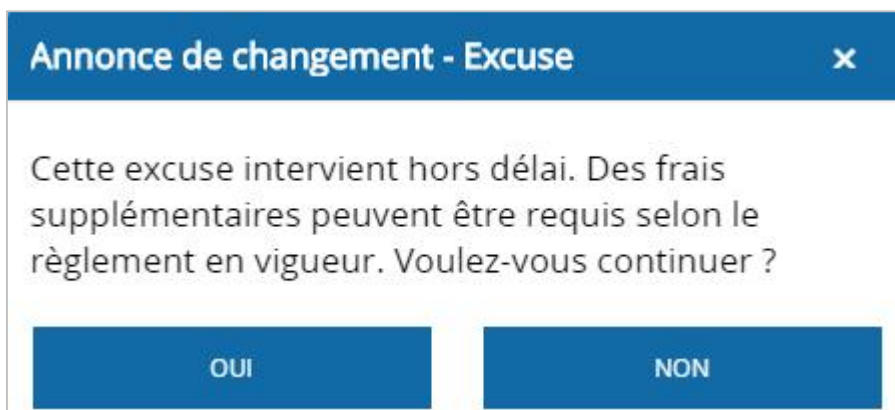 Annonce de changement - Excuse ×
Cette excuse intervient hors délai. Des frais
supplémentaires peuvent être requis selon le
règlement en vigueur. Voulez-vous continuer ?
OUI NON